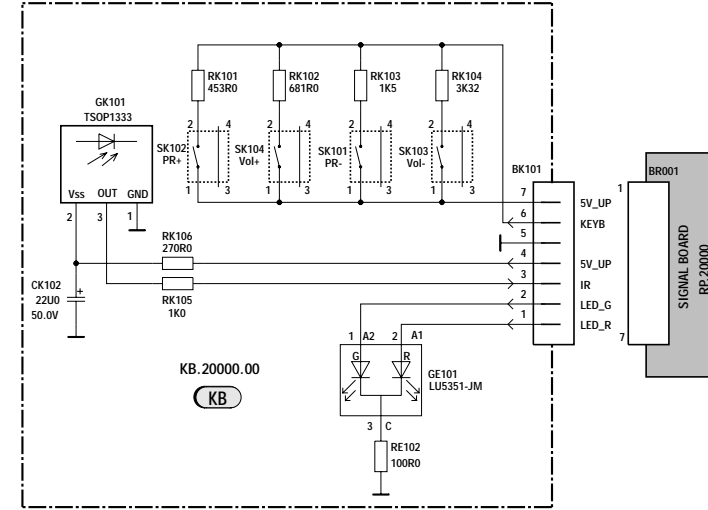 RK101
453R0
RK102
681R0
RK103
1K5
RK104
3K32
GK101
TSOP1333
2 4
SK102
PR+
1 3
2 4
SK104
Vol+
1 3
2 4
SK101
PR-
1 3
2 4
SK103
Vol-
1 3
Vss OUT GND
2 3 1
BK101
7 5V_UP
6 KEYB
5
4 5V_UP
3 IR
2 LED_G
1 LED_R
BR001
1
7
SIGNAL BOARD
RP.20000
RK106
270R0
RK105
1K0
CK102
22U0
50.0V
+
KB.20000.00
KB
1 A2 2 A1
G R
GE101
LU5351-JM
3 C
RE102
100R0